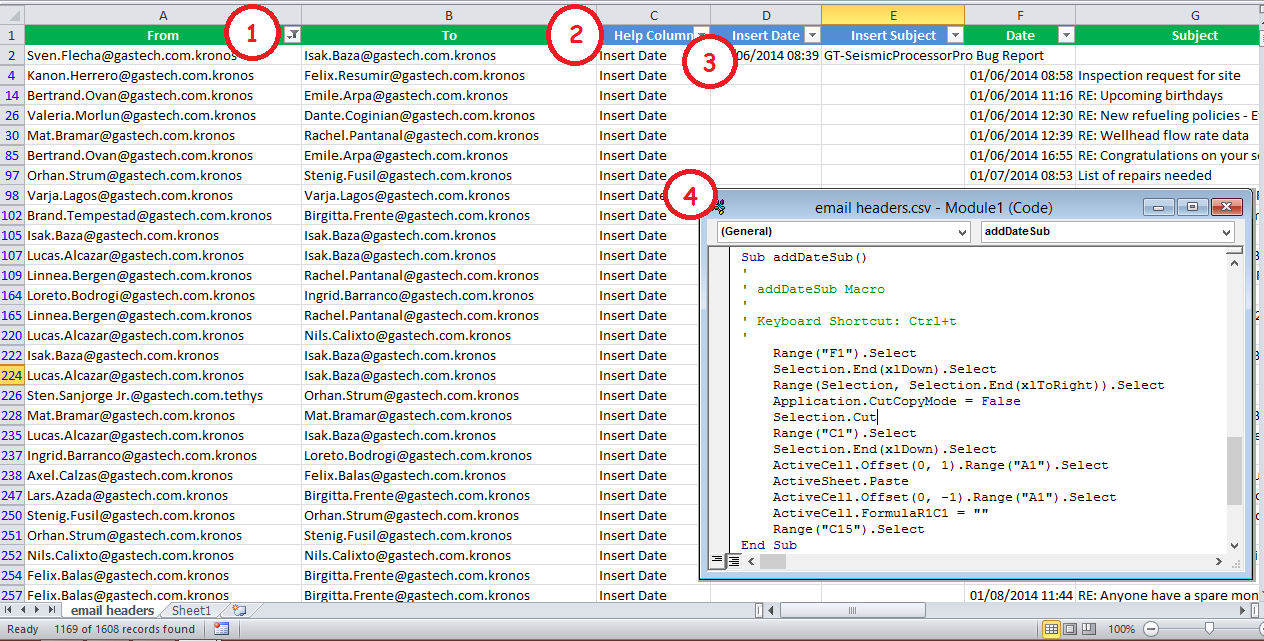 A B C D E F G
1 From 1 To 2 Help Column Insert Date Insert Subject Date Subject
2 Sven.Flecha@gastech.com.kronos Isak.Baza@gastech.com.kronos Insert Date 3 06/2014 08:39 GT-SeismicProcessorPro Bug Report
4 Kanon.Herrero@gastech.com.kronos Felix.Resumir@gastech.com.kronos Insert Date 01/06/2014 08:58 Inspection request for site
14 Bertrand.Ovan@gastech.com.kronos Emile.Arpa@gastech.com.kronos Insert Date 01/06/2014 11:16 RE: Upcoming birthdays
26 Valeria.Morlun@gastech.com.kronos Dante.Coginian@gastech.com.kronos Insert Date 01/06/2014 12:30 RE: New refueling policies - E
30 Mat.Bramar@gastech.com.kronos Rachel.Pantanal@gastech.com.kronos Insert Date 01/06/2014 12:39 RE: Wellhead flow rate data
85 Bertrand.Ovan@gastech.com.kronos Emile.Arpa@gastech.com.kronos Insert Date 01/06/2014 16:55 RE: Congratulations on your s
97 Orhan.Strum@gastech.com.kronos Stenig.Fusil@gastech.com.kronos Insert Date 01/07/2014 08:53 List of repairs needed
98 Varja.Lagos@gastech.com.kronos Varja.Lagos@gastech.com.kronos Insert Date 4
102 Brand.Tempestad@gastech.com.kronos Birgitta.Frente@gastech.com.kronos Insert Date
105 Isak.Baza@gastech.com.kronos Isak.Baza@gastech.com.kronos Insert Date
107 Lucas.Alcazar@gastech.com.kronos Isak.Baza@gastech.com.kronos Insert Date
109 Linnea.Bergen@gastech.com.kronos Rachel.Pantanal@gastech.com.kronos Insert Date
164 Loreto.Bodrogi@gastech.com.kronos Ingrid.Barranco@gastech.com.kronos Insert Date
165 Linnea.Bergen@gastech.com.kronos Rachel.Pantanal@gastech.com.kronos Insert Date
220 Lucas.Alcazar@gastech.com.kronos Nils.Calixto@gastech.com.kronos Insert Date
222 Isak.Baza@gastech.com.kronos Isak.Baza@gastech.com.kronos Insert Date
224 Lucas.Alcazar@gastech.com.kronos Isak.Baza@gastech.com.kronos Insert Date
226 Sten.Sanjorge Jr.@gastech.com.tethys Orhan.Strum@gastech.com.kronos Insert Date
228 Mat.Bramar@gastech.com.kronos Mat.Bramar@gastech.com.kronos Insert Date
235 Lucas.Alcazar@gastech.com.kronos Isak.Baza@gastech.com.kronos Insert Date
237 Ingrid.Barranco@gastech.com.kronos Loreto.Bodrogi@gastech.com.kronos Insert Date
238 Axel.Calzas@gastech.com.kronos Felix.Balas@gastech.com.kronos Insert Date
247 Lars.Azada@gastech.com.kronos Birgitta.Frente@gastech.com.kronos Insert Date
250 Stenig.Fusil@gastech.com.kronos Orhan.Strum@gastech.com.kronos Insert Date
251 Orhan.Strum@gastech.com.kronos Stenig.Fusil@gastech.com.kronos Insert Date
252 Nils.Calixto@gastech.com.kronos Nils.Calixto@gastech.com.kronos Insert Date
254 Felix.Balas@gastech.com.kronos Birgitta.Frente@gastech.com.kronos Insert Date
257 Felix.Balas@gastech.com.kronos Birgitta.Frente@gastech.com.kronos Insert Date 01/08/2014 11:44 RE: Anyone have a spare mon
email headers.csv - Module1 (Code)
(General) addDateSub
Sub addDateSub()
'
' addDateSub Macro
'
' Keyboard Shortcut: Ctrl+t
'
Range("F1").Select
Selection.End(xlDown).Select
Range(Selection, Selection.End(xlToRight)).Select
Application.CutCopyMode = False
Selection.Cut
Range("C1").Select
Selection.End(xlDown).Select
ActiveCell.Offset(0, 1).Range("A1").Select
ActiveSheet.Paste
ActiveCell.Offset(0, -1).Range("A1").Select
ActiveCell.FormulaR1C1 = ""
Range("C15").Select
End Sub
email headers Sheet1
Ready 1169 of 1608 records found 100%